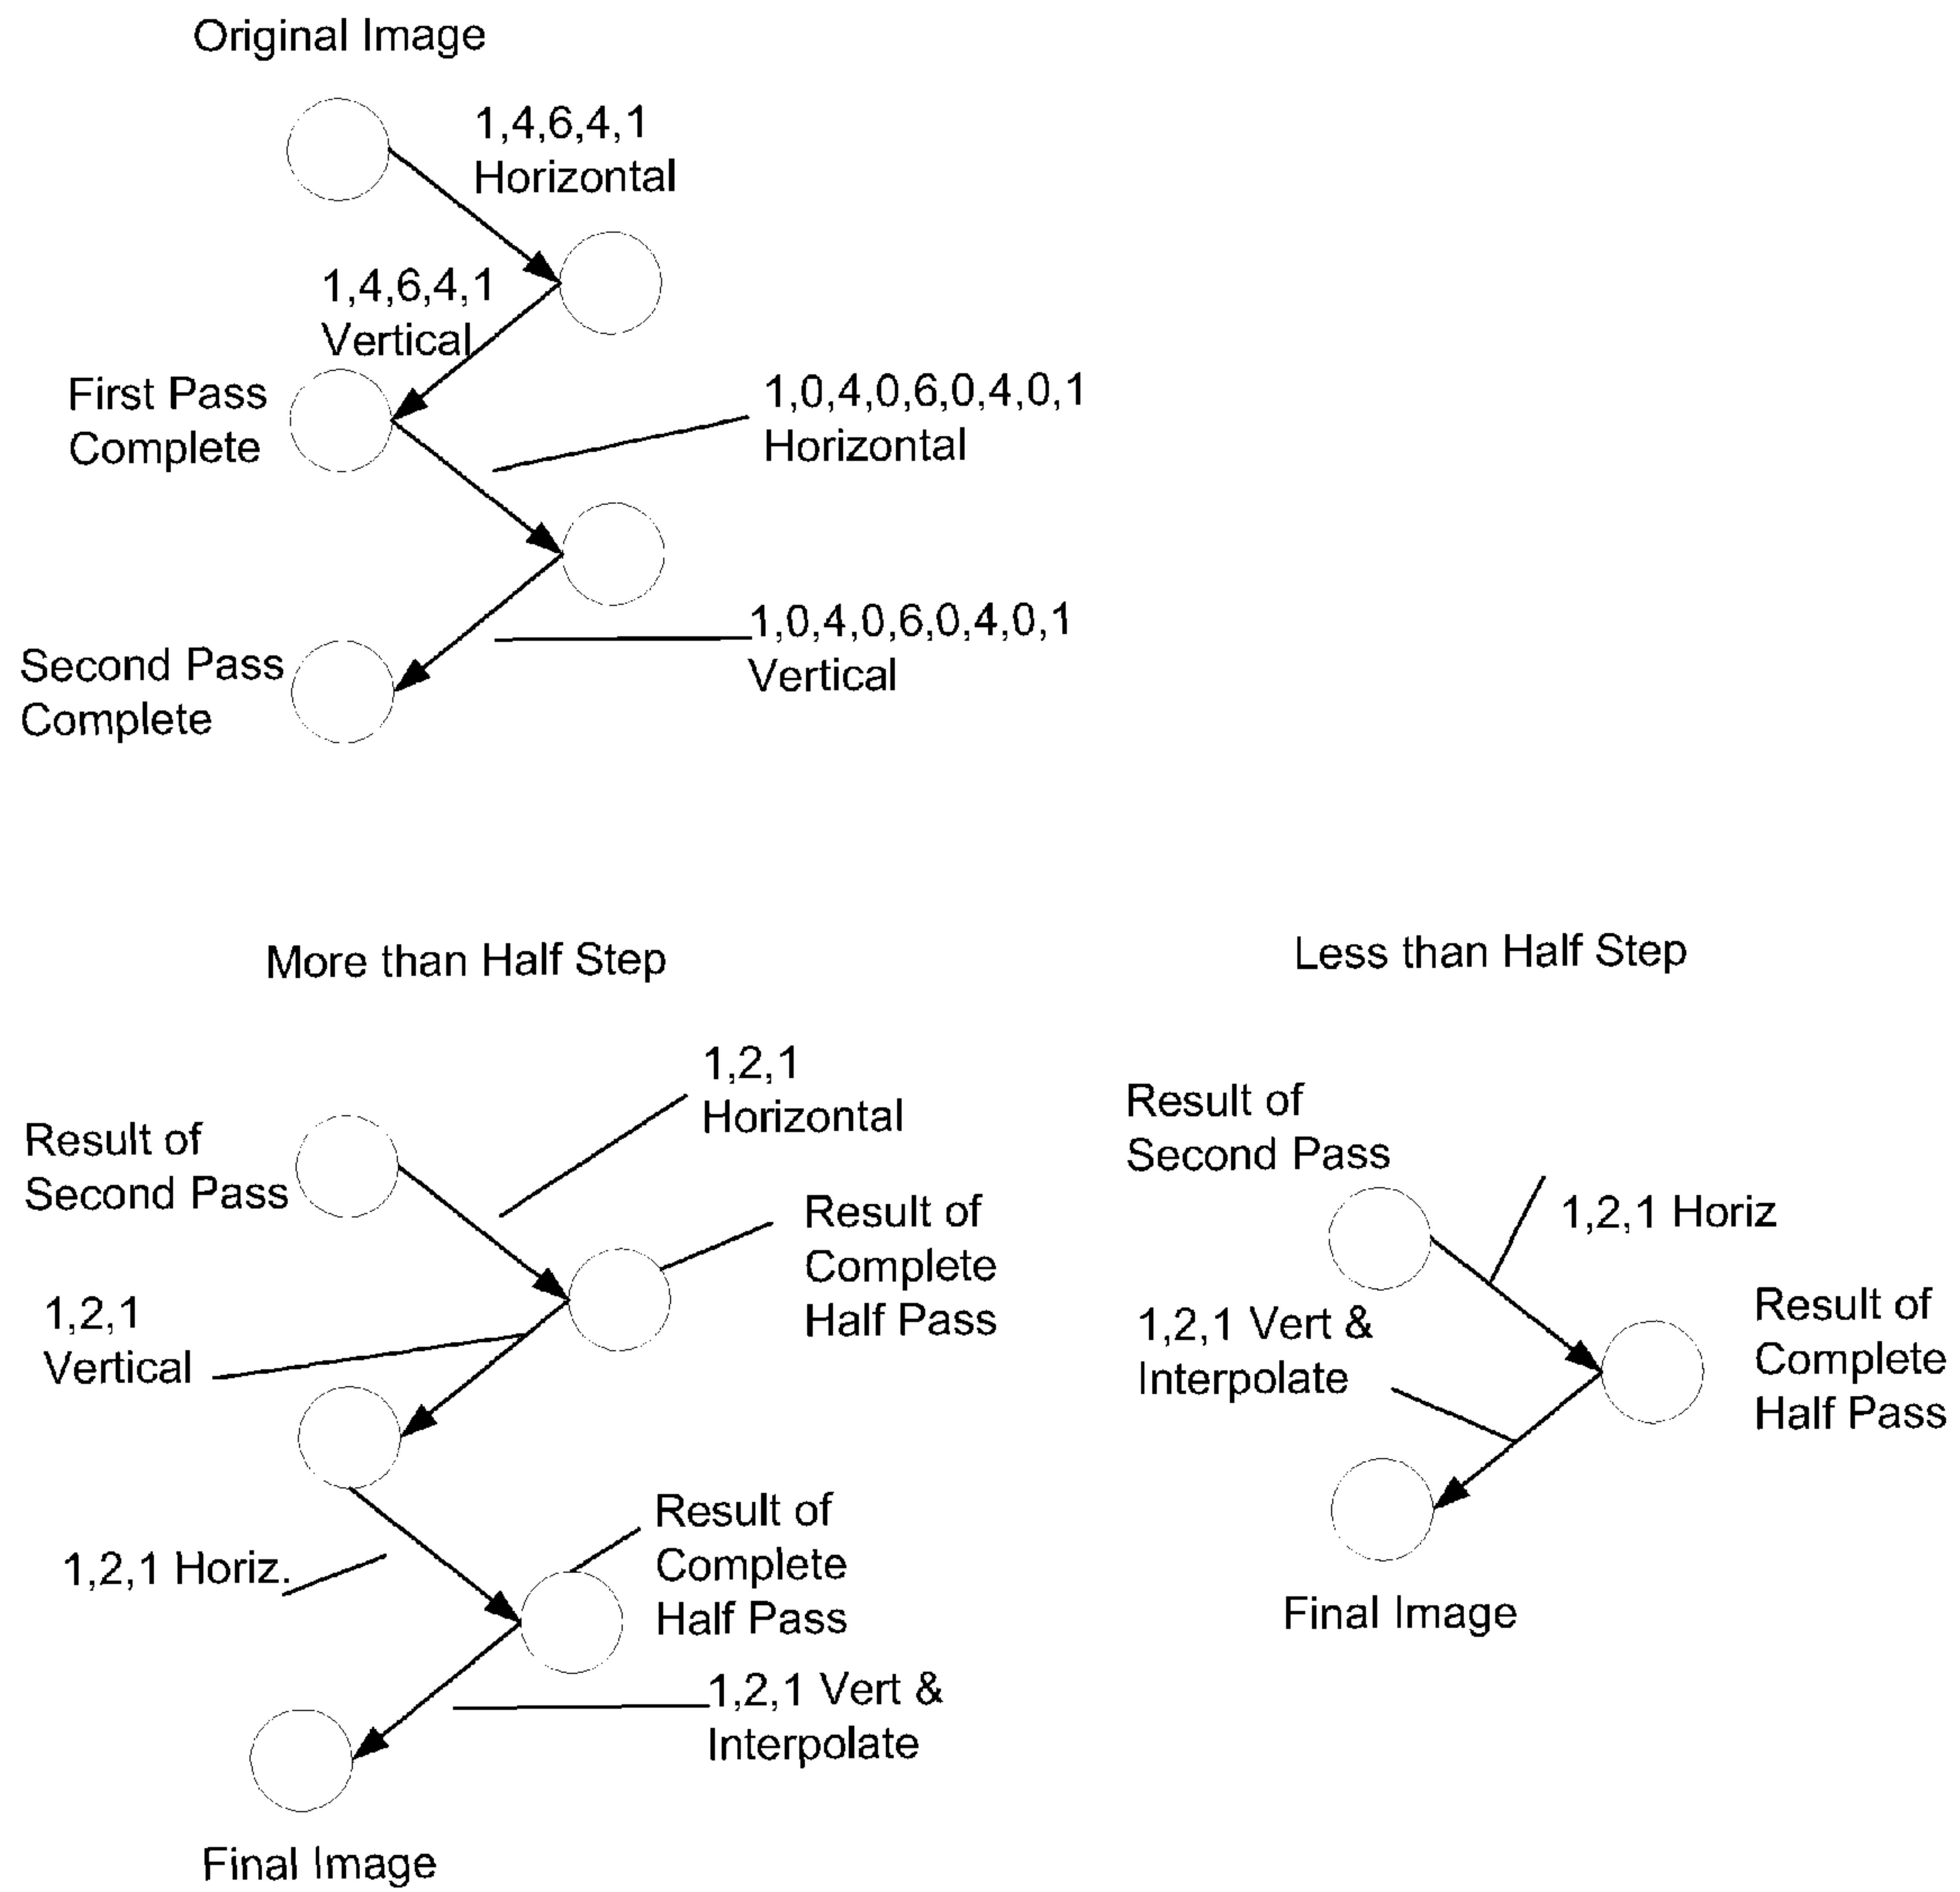 Original Image
1,4,6,4,1
Horizontal
1,4,6,4,1
Vertical
First Pass
Complete
1,0,4,0,6,0,4,0,1
Horizontal
1,0,4,0,6,0,4,0,1
Vertical
Second Pass
Complete
More than Half Step
1,2,1
Horizontal
Result of
Second Pass
Result of
Complete
Half Pass
1,2,1
Vertical
Result of
Complete
Half Pass
1,2,1 Horiz.
1,2,1 Vert &
Interpolate
Final Image
Less than Half Step
Result of
Second Pass
1,2,1 Horiz
1,2,1 Vert &
Interpolate
Result of
Complete
Half Pass
Final Image